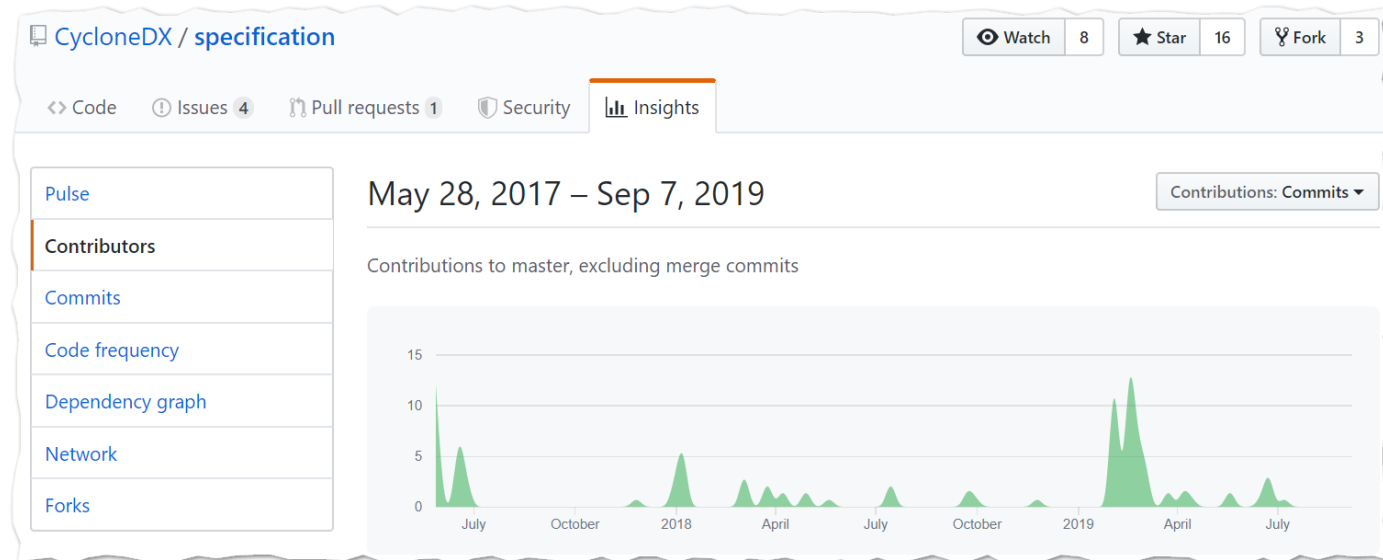 CycloneDX / specification
Watch 8
Star 16
Fork 3
Code
Issues 4
Pull requests 1
Security
Insights
Pulse
Contributors
Commits
Code frequency
Dependency graph
Network
Forks
May 28, 2017 – Sep 7, 2019
Contributions: Commits
Contributions to master, excluding merge commits
15
10
5
0
July October 2018 April July October 2019 April July